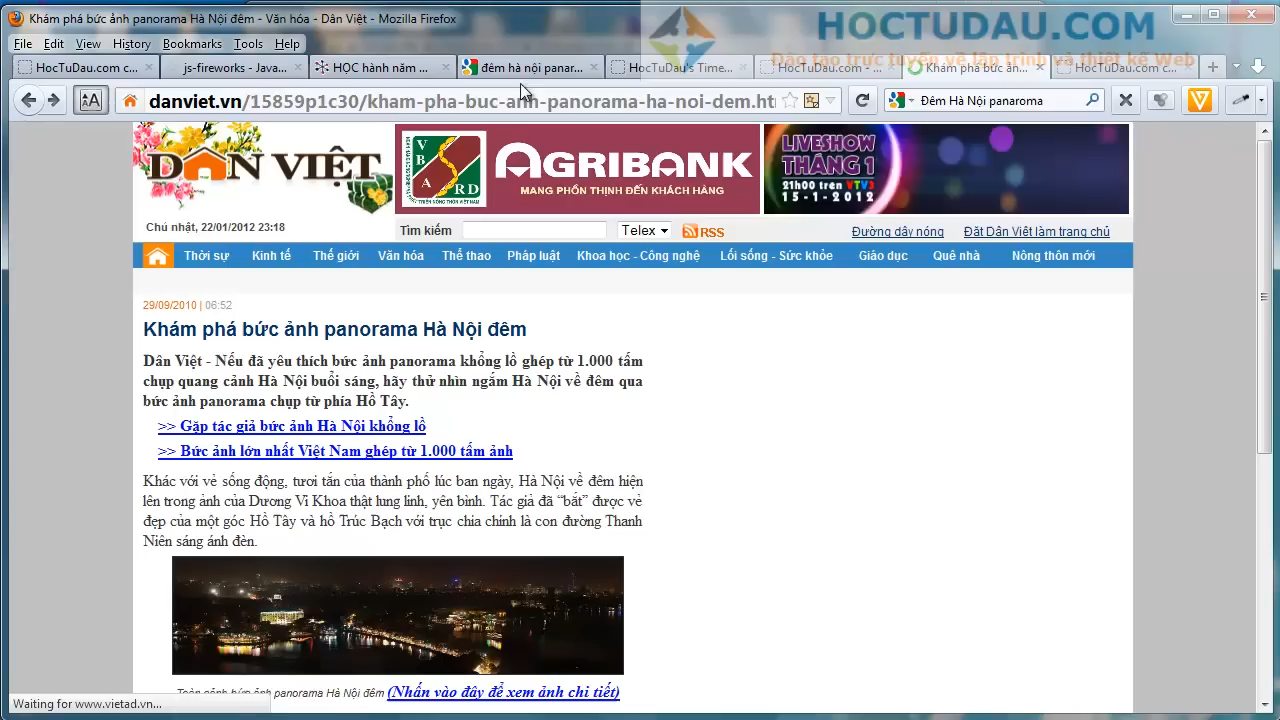 Khám phá bức ảnh panorama Hà Nội đêm - Văn hóa - Dân Việt - Mozilla Firefox
HOCTUDAU.COM
File Edit View History Bookmarks Tools Help
Đào tạo trực tuyến về lập trình và thiết kế Web
HocTuDau.com c... js-fireworks - Java... HỌC hành năm ... đêm hà nội panar... HocTuDau's Time... HocTuDau.com - ... Khám phá bức ản... HocTuDau.com c...
danviet.vn/15859p1c30/kham-pha-buc-anh-panorama-ha-noi-dem.ht Đêm Hà Nội panaroma
DÂN VIỆT
VBARD
AGRIBANK
MANG PHỒN THỊNH ĐẾN KHÁCH HÀNG
LIVESHOW
THÁNG 1
21h00 trên VTV3
15-1-2012
Chủ nhật, 22/01/2012 23:18 Tìm kiếm Telex RSS Đường dây nóng Đặt Dân Việt làm trang chủ
Thời sự Kinh tế Thế giới Văn hóa Thể thao Pháp luật Khoa học - Công nghệ Lối sống - Sức khỏe Giáo dục Quê nhà Nông thôn mới
29/09/2010 | 06:52
Khám phá bức ảnh panorama Hà Nội đêm
Dân Việt - Nếu đã yêu thích bức ảnh panorama khổng lồ ghép từ 1.000 tấm
chụp quang cảnh Hà Nội buổi sáng, hãy thử nhìn ngắm Hà Nội về đêm qua
bức ảnh panorama chụp từ phía Hồ Tây.
>> Gặp tác giả bức ảnh Hà Nội khổng lồ
>> Bức ảnh lớn nhất Việt Nam ghép từ 1.000 tấm ảnh
Khác với vẻ sống động, tươi tắn của thành phố lúc ban ngày, Hà Nội về đêm hiện
lên trong ảnh của Dương Vi Khoa thật lung linh, yên bình. Tác giả đã “bắt” được vẻ
đẹp của một góc Hồ Tây và hồ Trúc Bạch với trục chia chính là con đường Thanh
Niên sáng ánh đèn.
Toàn cảnh bức ảnh panorama Hà Nội đêm (Nhấn vào đây để xem ảnh chi tiết)
Waiting for www.vietad.vn...